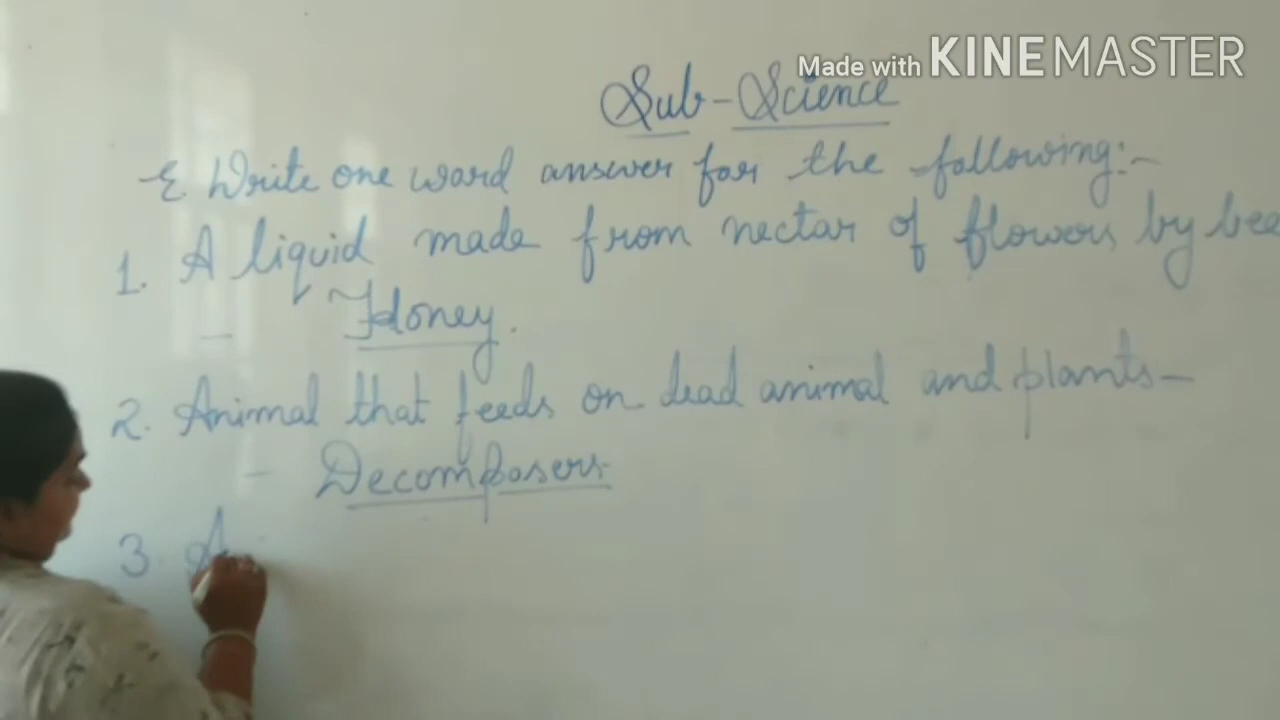 Made with KINEMASTER
Sub - Science
E Write one word answer for the following:-
1. A liquid made from nectar of flowers by bee
- Honey.
2. Animal that feeds on dead animal and plants -
- Decomposers.
3. A